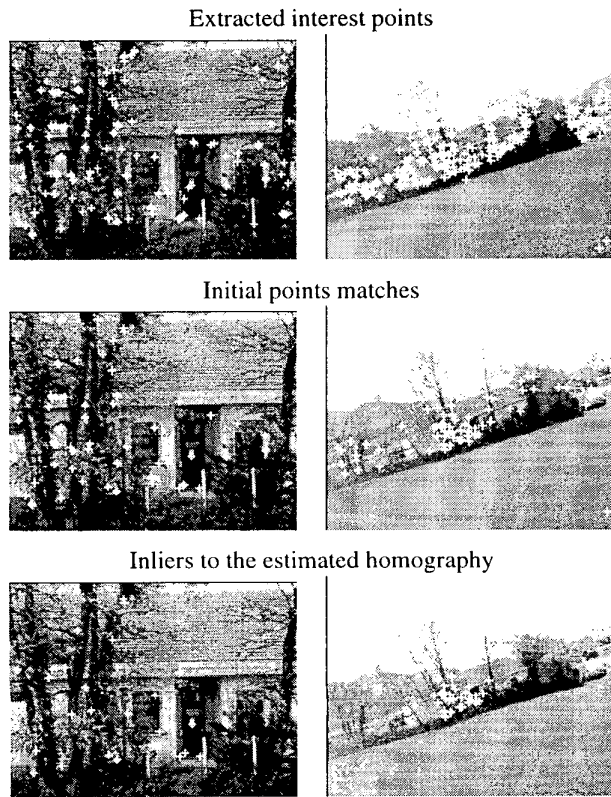 Extracted interest points
Initial points matches
Inliers to the estimated homography